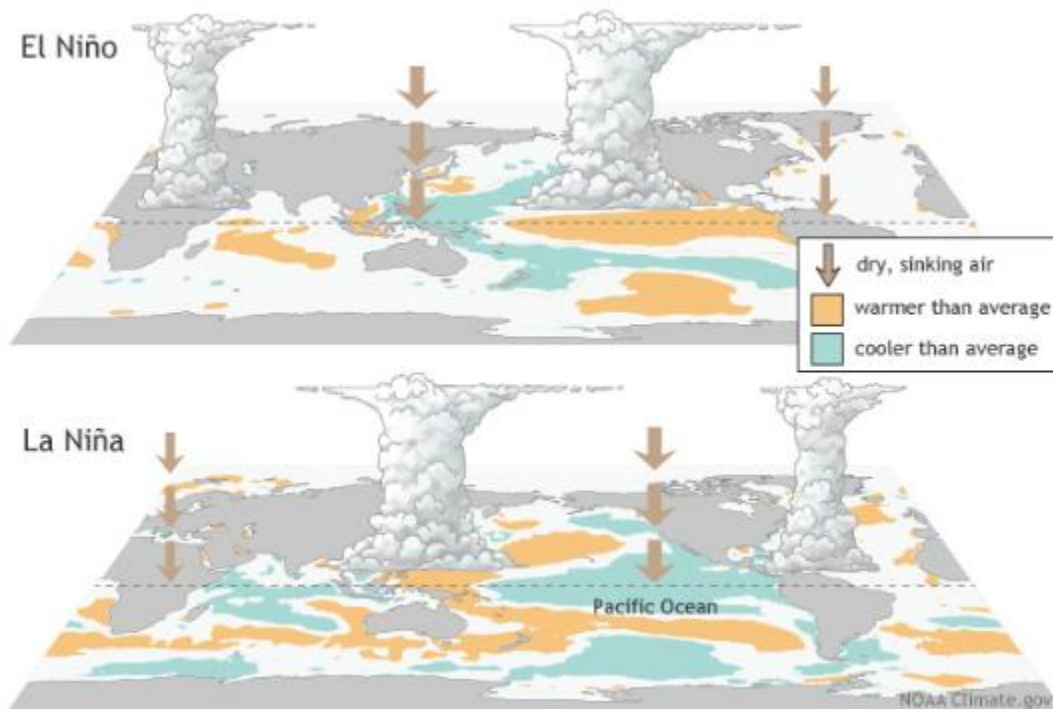 El Niño
dry, sinking air
warmer than average
cooler than average
La Niña
Pacific Ocean
NOAA Climate.gov